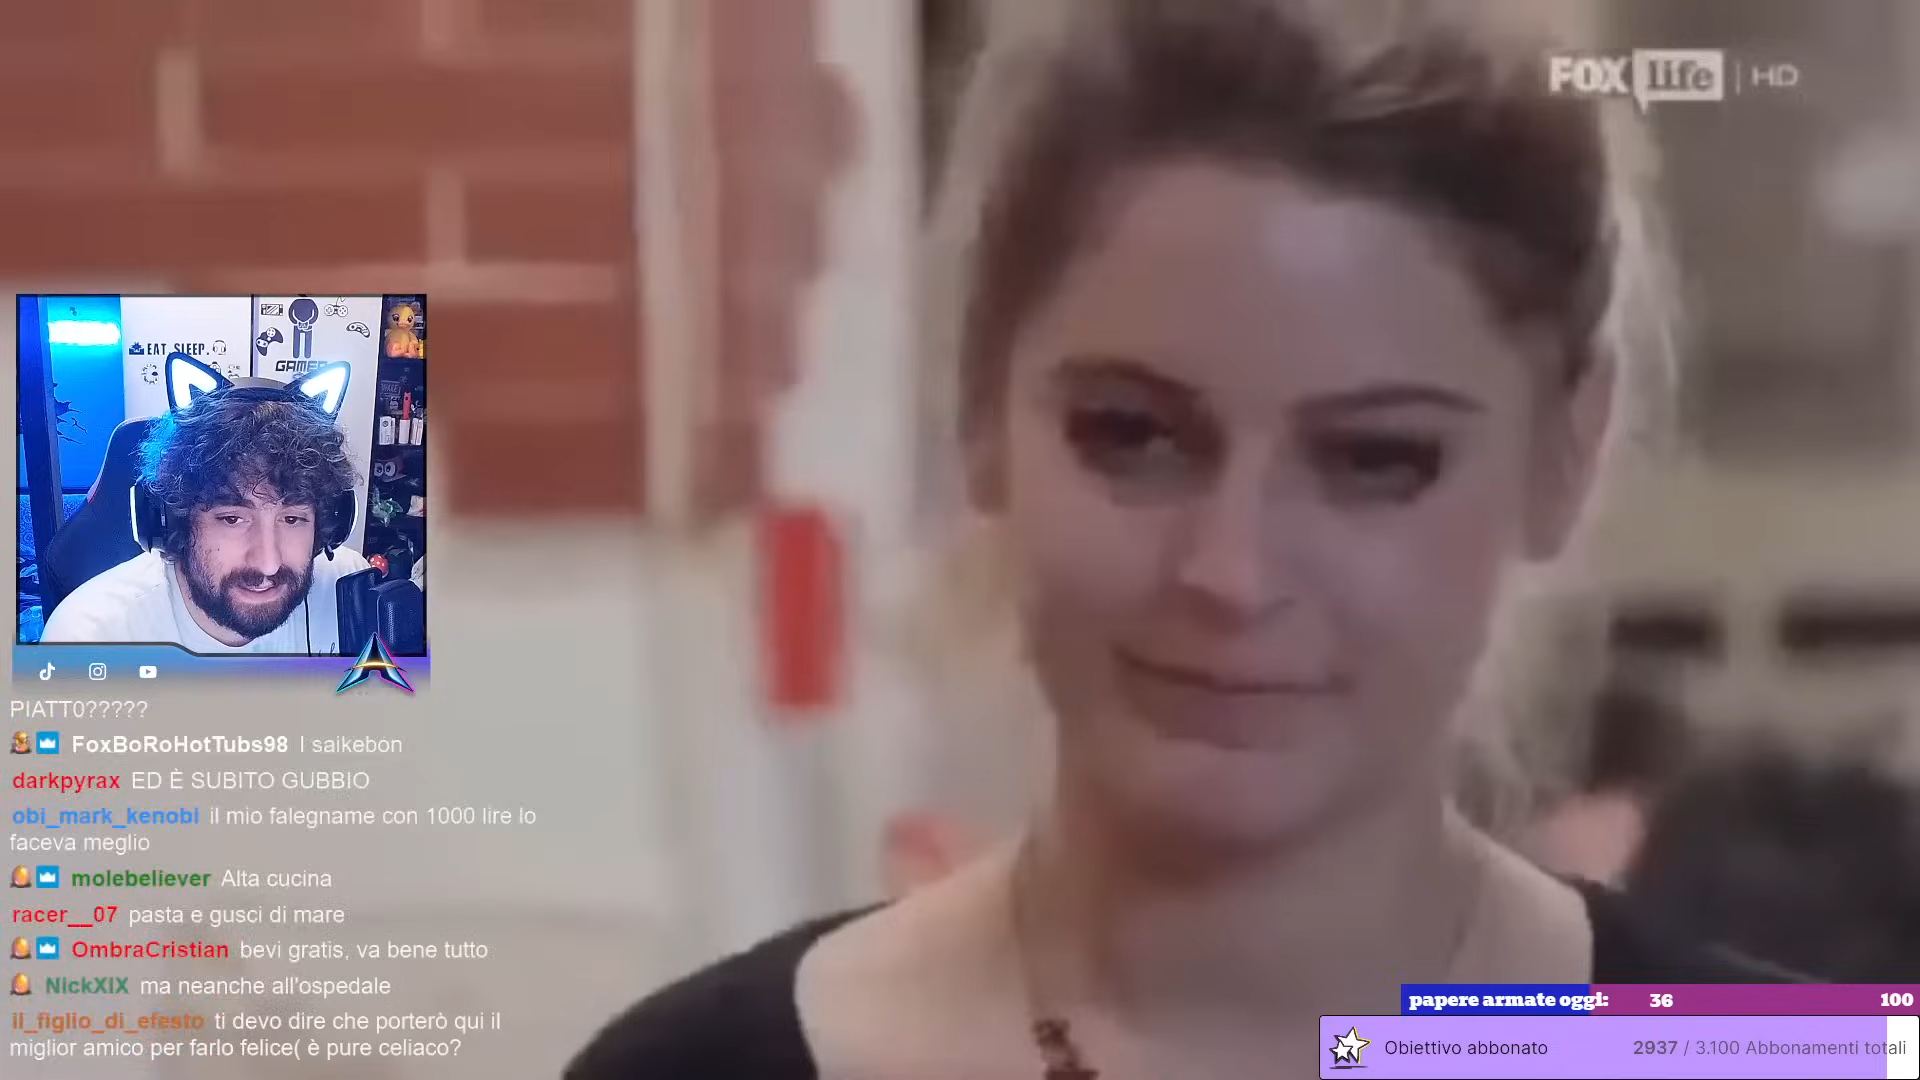 FOX life | HD
EAT SLEEP.
GAMER
PIATTO?????
FoxBoRoHotTubs98 I saikebon
darkpyrax ED È SUBITO GUBBIO
obi_mark_kenobi il mio falegname con 1000 lire lo
faceva meglio
molebeliever Alta cucina
racer__07 pasta e gusci di mare
OmbraCristian bevi gratis, va bene tutto
NickXIX ma neanche all'ospedale
il_figlio_di_efesto ti devo dire che porterò qui il
miglior amico per farlo felice( è pure celiaco?
papere armate oggi: 36 100
Obiettivo abbonato 2937 / 3.100 Abbonamenti totali